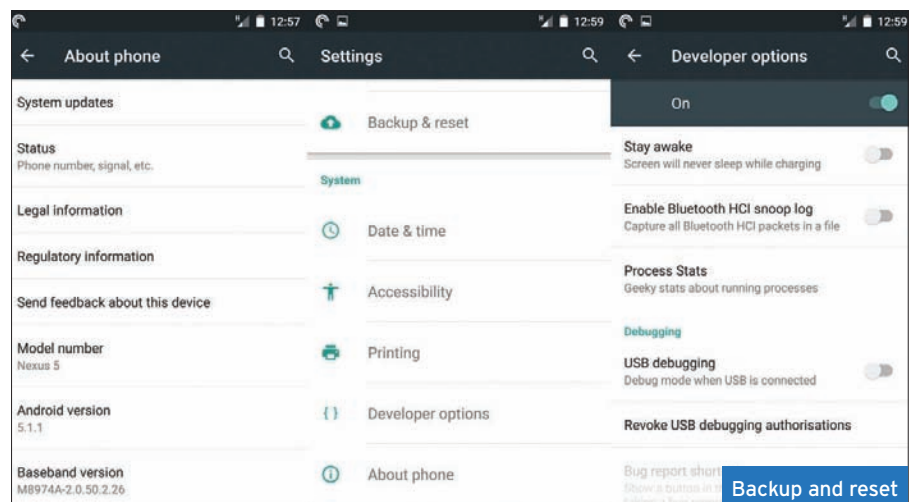 12:57
About phone
System updates
Status
Phone number, signal, etc.
Legal information
Regulatory information
Send feedback about this device
Model number
Nexus 5
Android version
5.1.1
Baseband version
M8974A-2.0.50.2.26
12:59
Settings
Backup & reset
System
Date & time
Accessibility
Printing
{ } Developer options
About phone
12:59
Developer options
On
Stay awake
Screen will never sleep while charging
Enable Bluetooth HCI snoop log
Capture all Bluetooth HCI packets in a file
Process Stats
Geeky stats about running processes
Debugging
USB debugging
Debug mode when USB is connected
Revoke USB debugging authorisations
Bug report
Show a button in
Backup and reset